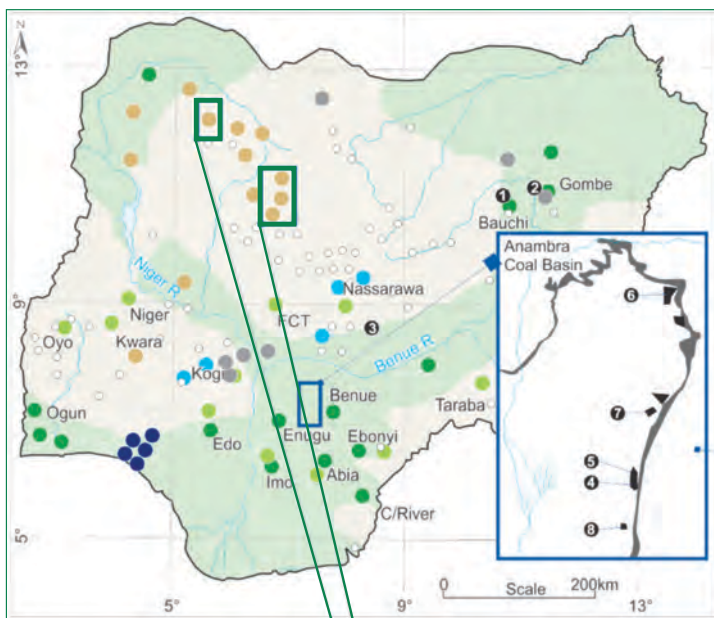 N
13°
1
2
Gombe
Bauchi
Anambra
Coal Basin
6
Niger R
Nassarawa
9°
Niger
FCT
3
Oyo
Kwara
Benue R
Kogi
7
Benue
Taraba
Ogun
Enugu
Edo
Ebonyi
5
Imo
Abia
4
C/River
8
5°
0
Scale
200km
5°
9°
13°